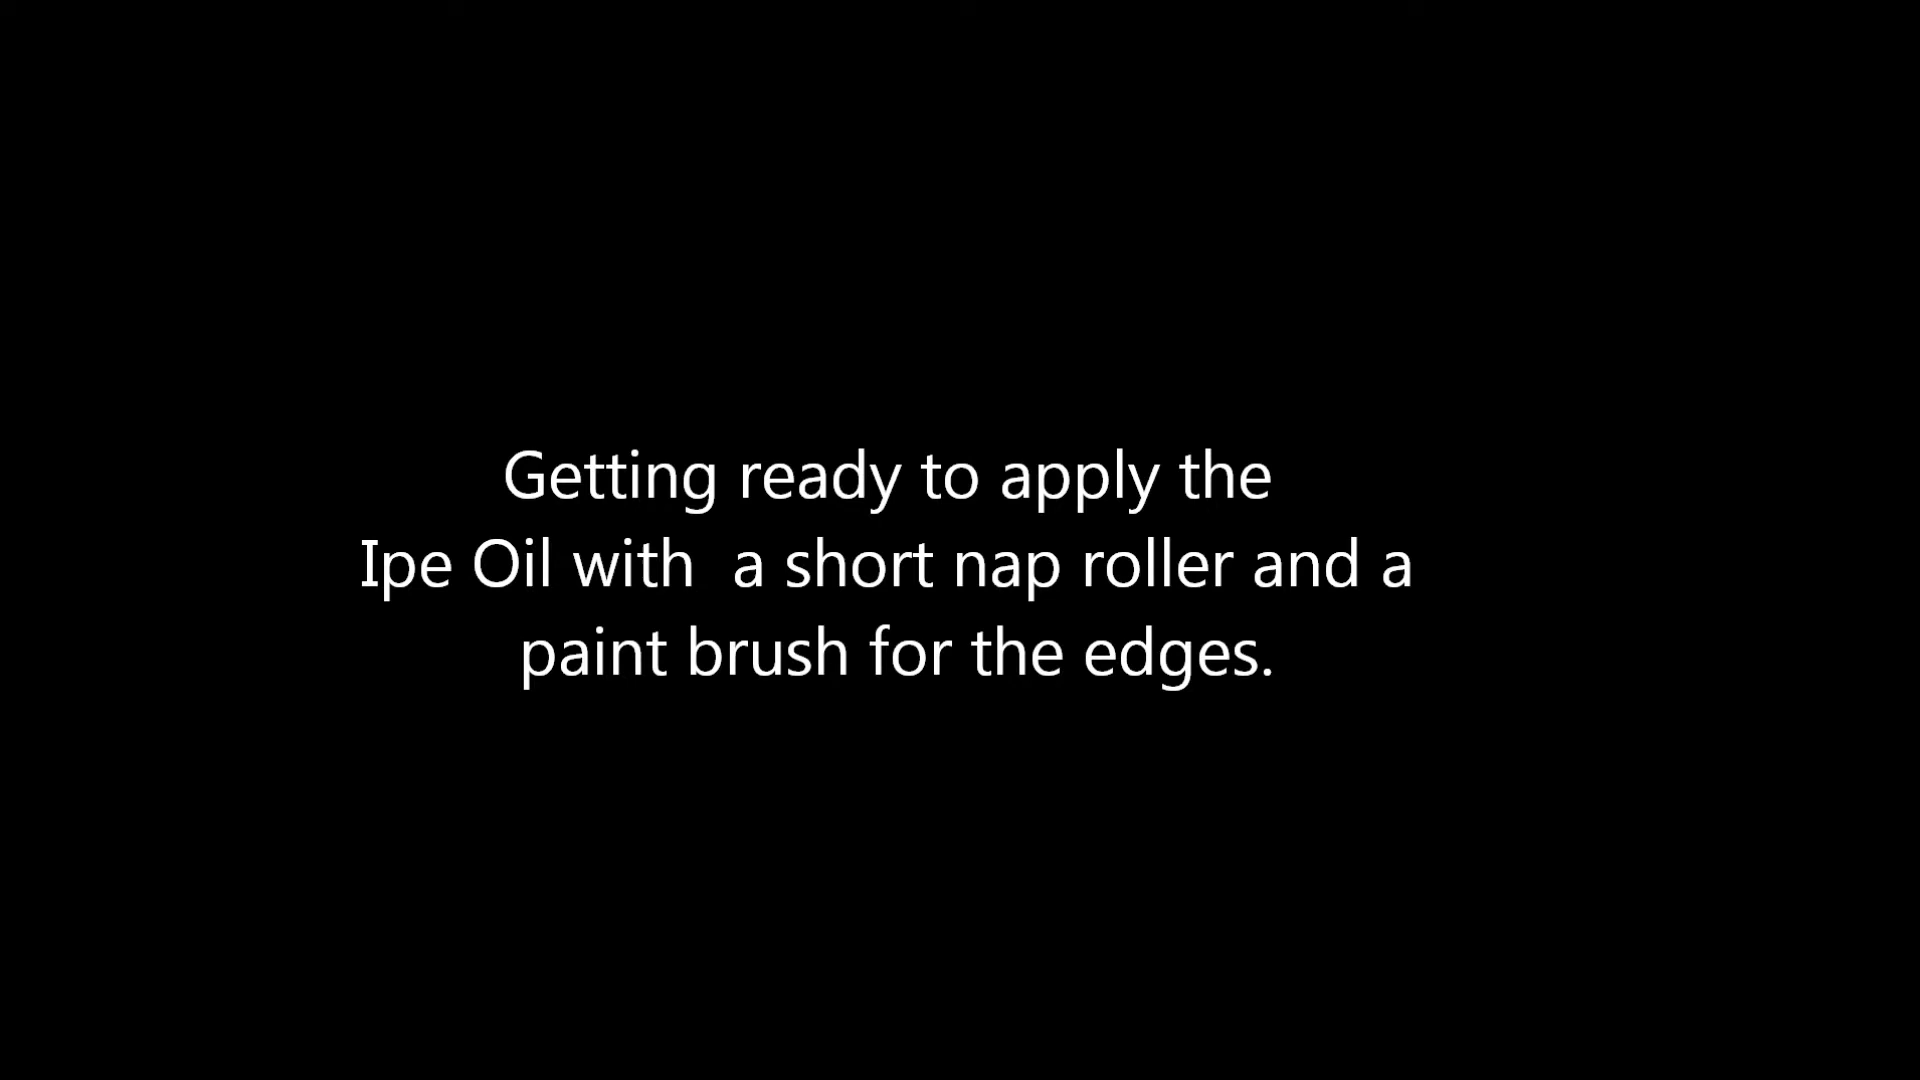 Getting ready to apply the
Ipe Oil with  a short nap roller and a
paint brush for the edges.